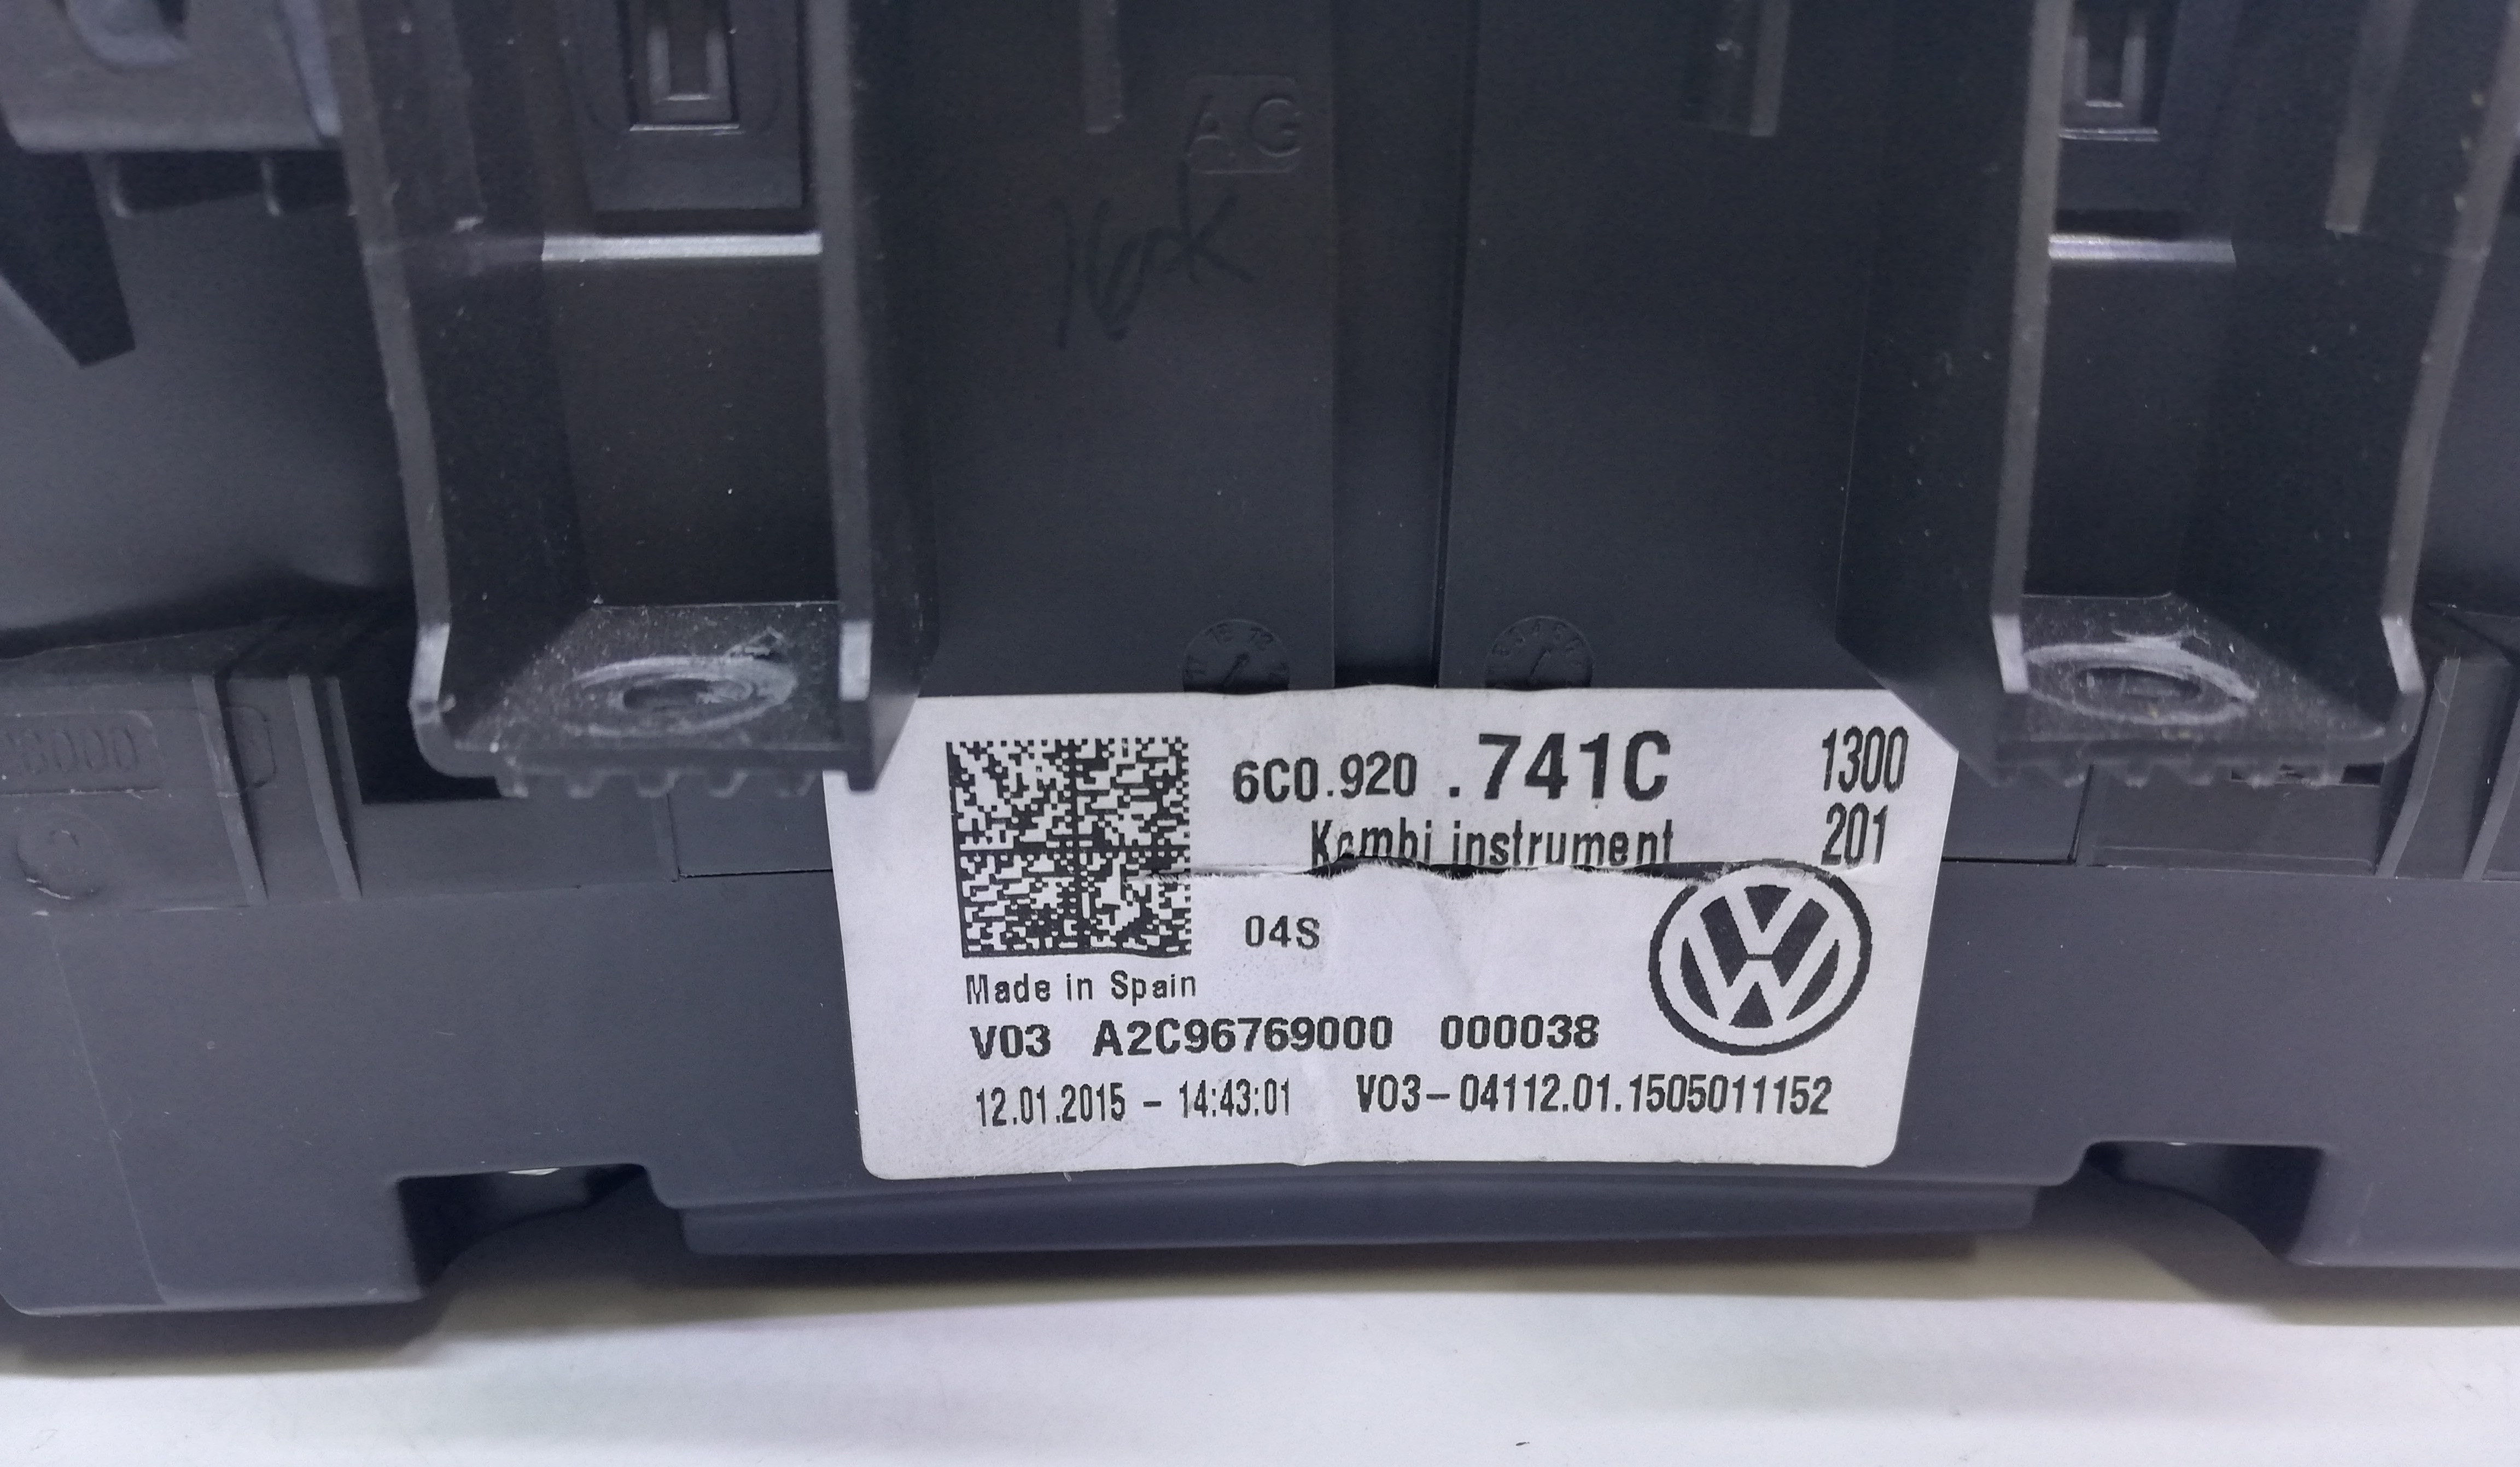 AG
6C0.920 .741C 1300
Kombi instrument 201
04S
Made in Spain
V03 A2C96769000 000038
12.01.2015 - 14:43:01 V03-04112.01.1505011152